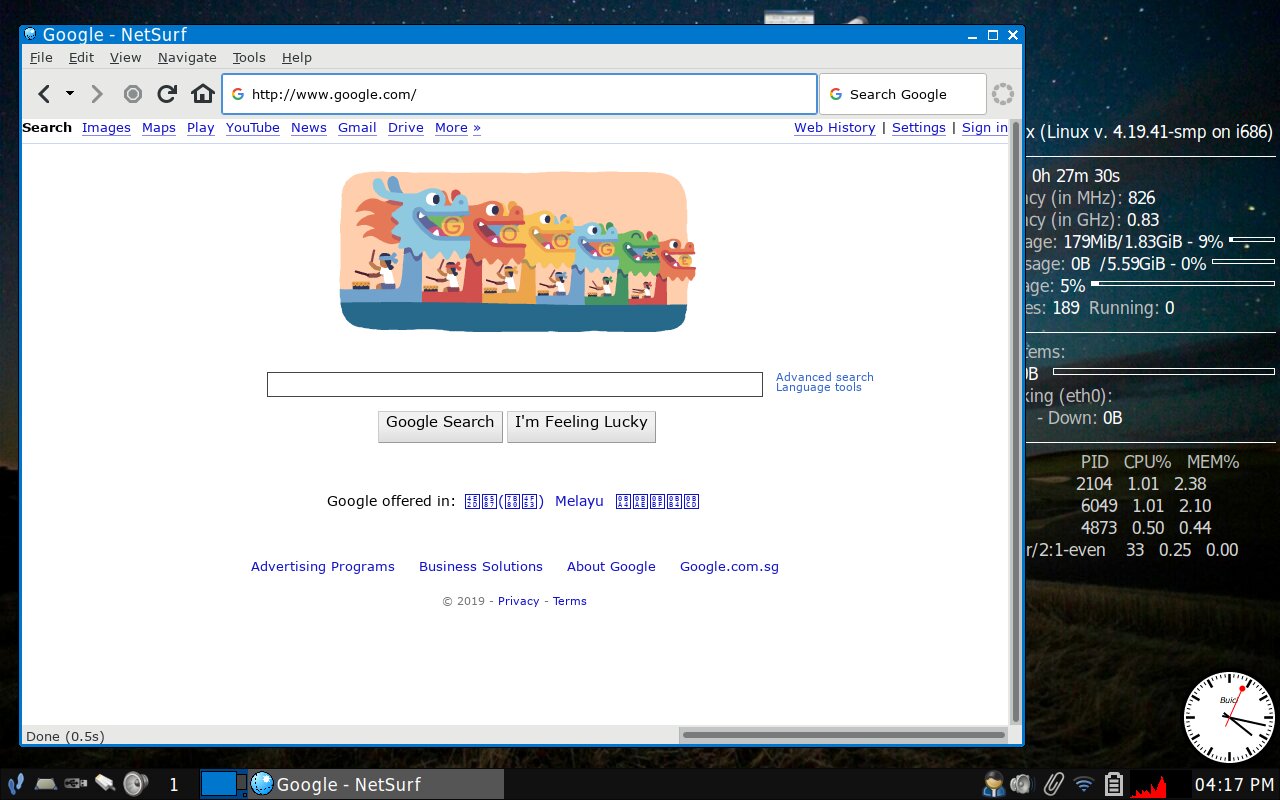 Google - NetSurf
File Edit View Navigate Tools Help
http://www.google.com/
Search Google
Search Images Maps Play YouTube News Gmail Drive More »
Web History | Settings | Sign in
Advanced search
Language tools
Google Search
I'm Feeling Lucky
Google offered in: Melayu
Advertising Programs Business Solutions About Google Google.com.sg
© 2019 - Privacy - Terms
Done (0.5s)
x (Linux v. 4.19.41-smp on i686)
0h 27m 30s
ncy (in MHz): 826
ncy (in GHz): 0.83
age: 179MiB/1.83GiB - 9%
sage: 0B /5.59GiB - 0%
age: 5%
es: 189 Running: 0
tems:
0B
king (eth0):
- Down: 0B
PID CPU% MEM%
2104 1.01 2.38
6049 1.01 2.10
4873 0.50 0.44
r/2:1-even 33 0.25 0.00
1
Google - NetSurf
04:17 PM